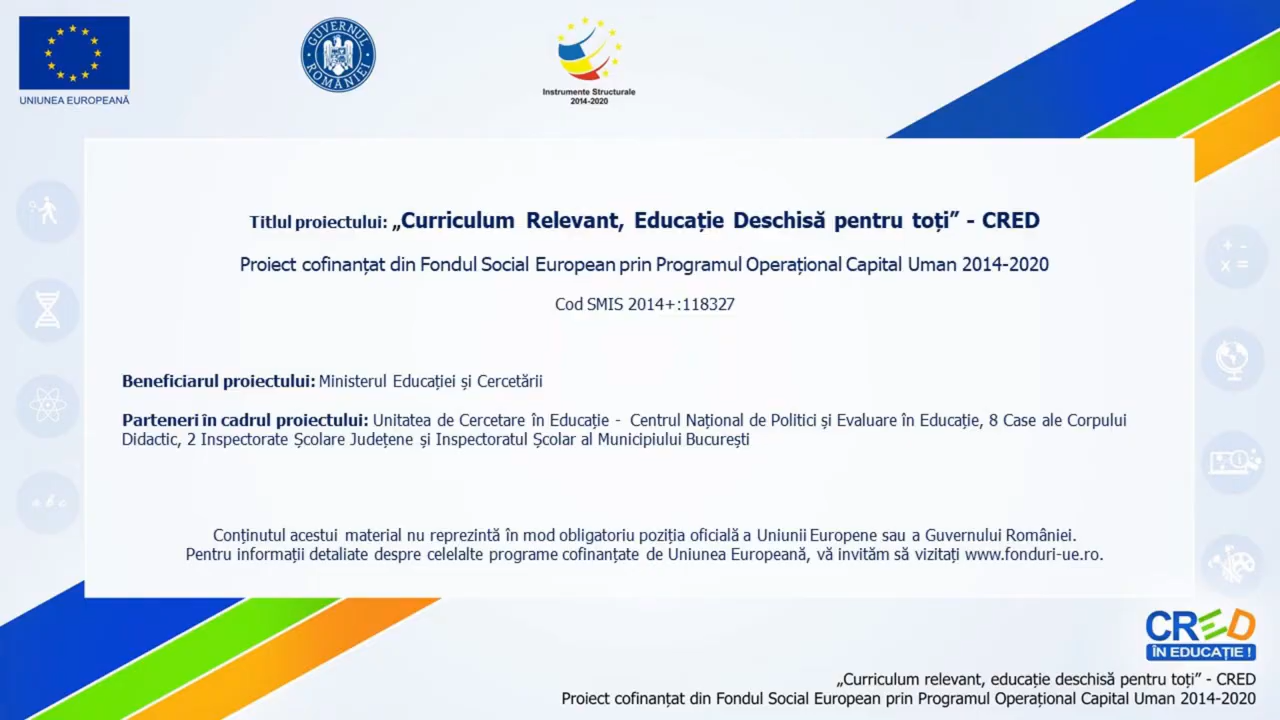 UNIUNEA EUROPEANĂ
GUVERNUL ROMÂNIEI
Instrumente Structurale
2014-2020
Titlul proiectului: „Curriculum Relevant, Educație Deschisă pentru toți” - CRED
Proiect cofinanțat din Fondul Social European prin Programul Operațional Capital Uman 2014-2020
Cod SMIS 2014+:118327
Beneficiarul proiectului: Ministerul Educației și Cercetării
Parteneri în cadrul proiectului: Unitatea de Cercetare în Educație - Centrul Național de Politici și Evaluare în Educație, 8 Case ale Corpului
Didactic, 2 Inspectorate Școlare Județene și Inspectoratul Școlar al Municipiului București
+ -
x =
a b c
Conținutul acestui material nu reprezintă în mod obligatoriu poziția oficială a Uniunii Europene sau a Guvernului României.
Pentru informații detaliate despre celelalte programe cofinanțate de Uniunea Europeană, vă invităm să vizitați www.fonduri-ue.ro.
CRED
ÎN EDUCAȚIE !
„Curriculum relevant, educație deschisă pentru toți” - CRED
Proiect cofinanțat din Fondul Social European prin Programul Operațional Capital Uman 2014-2020